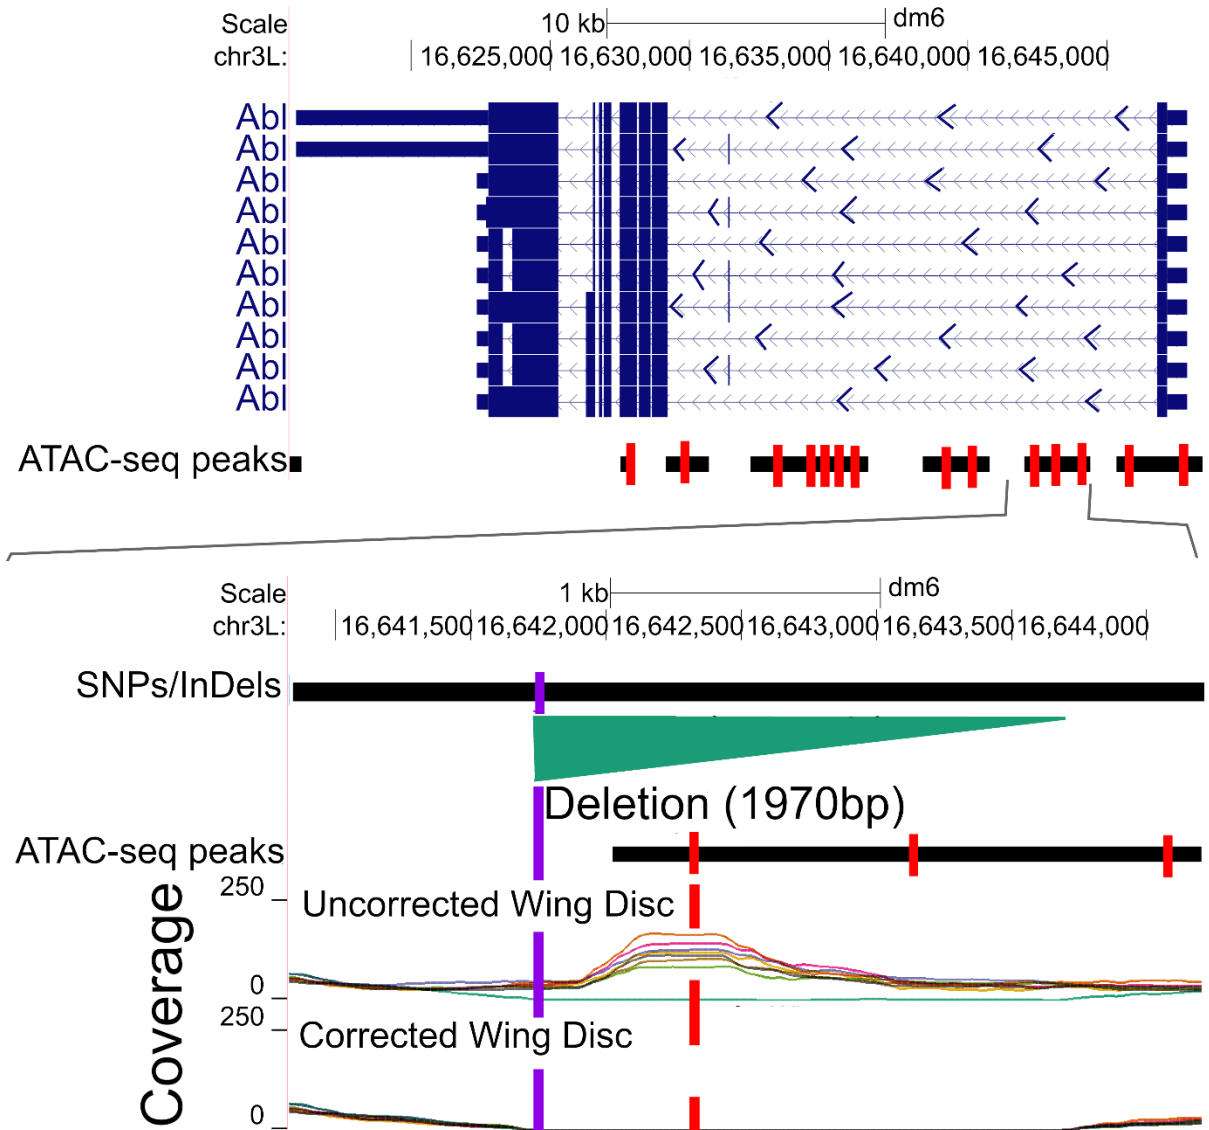 Scale 10 kb dm6
chr3L: 16,625,000 16,630,000 16,635,000 16,640,000 16,645,000
Abl
Abl
Abl
Abl
Abl
Abl
Abl
Abl
Abl
Abl
ATAC-seq peaks
Scale 1 kb dm6
chr3L: 16,641,500 16,642,000 16,642,500 16,643,000 16,643,500 16,644,000
SNPs/InDels
Deletion (1970bp)
ATAC-seq peaks
Coverage
250
Uncorrected Wing Disc
0
250
Corrected Wing Disc
0